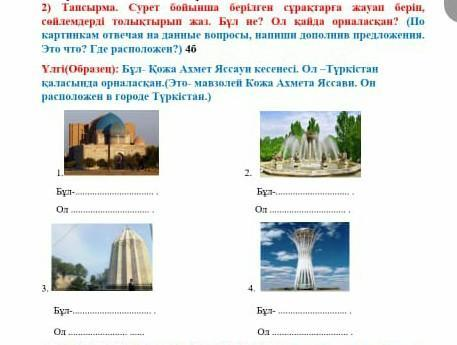 2) Тапсырма. Сурет бойынша берілген сұрақтарға жауап беріп,
сөйлемдерді толықтырып жаз. Бұл не? Ол қайда орналасқан? (По
картинкам отвечая на данные вопросы, напиши дополнив предложения.
Это что? Где расположен?) 4б
Үлгі(Образец): Бұл- Қожа Ахмет Яссауи кесенесі. Ол –Түркістан
қаласында орналасқан.(Это- мавзолей Кожа Ахмета Яссави. Он
расположен в городе Түркістан.)
1. 2.
Бұл-............................. . Бұл-............................. .
Ол ............................. . Ол ............................. .
3. 4.
Бұл-............................. . Бұл- ............................ .
Ол ...................... ...... Ол ............................. .